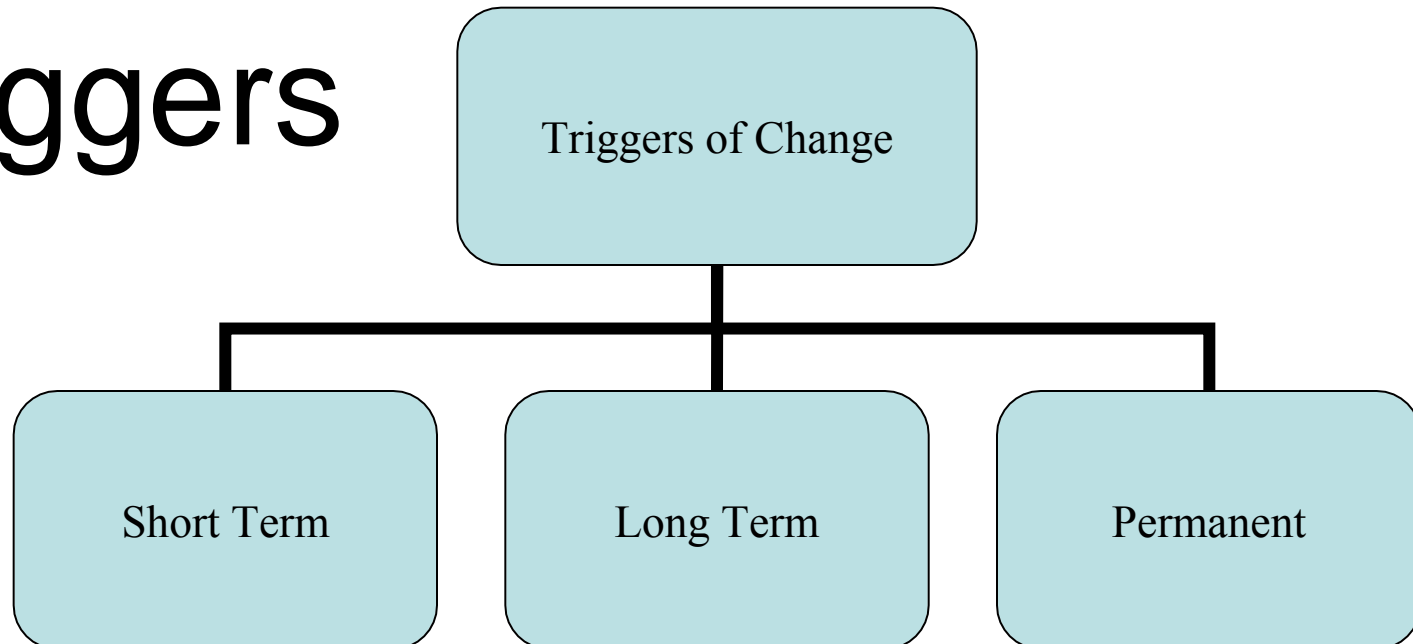 ggers
Triggers of Change
Short Term
Long Term
Permanent